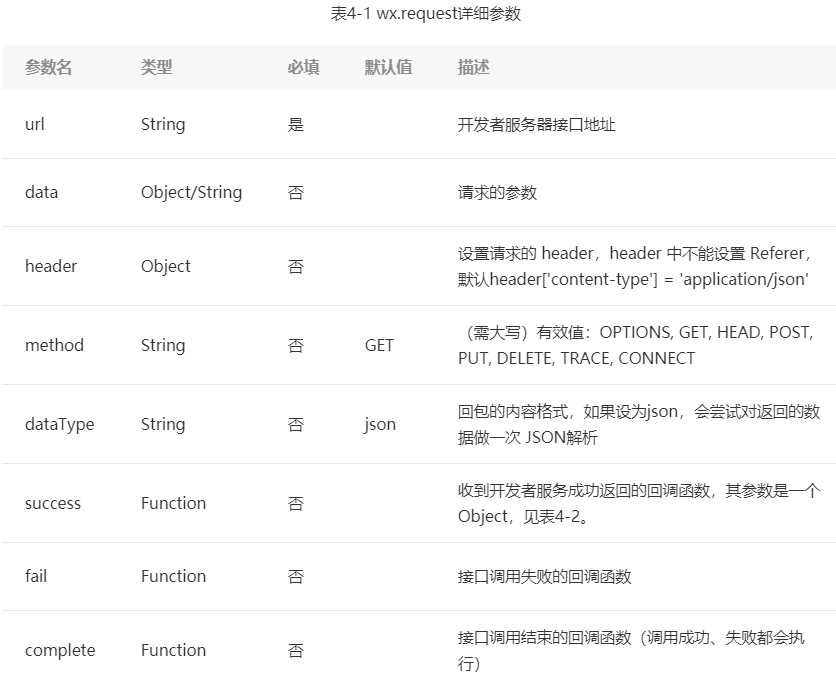 表4-1 wx.request详细参数
参数名 类型 必填 默认值 描述
url String 是 开发者服务器接口地址
data Object/String 否 请求的参数
header Object 否 设置请求的 header，header 中不能设置 Referer，
默认header['content-type'] = 'application/json'
method String 否 GET （需大写）有效值：OPTIONS, GET, HEAD, POST,
PUT, DELETE, TRACE, CONNECT
dataType String 否 json 回包的内容格式，如果设为json，会尝试对返回的数
据做一次 JSON解析
success Function 否 收到开发者服务成功返回的回调函数，其参数是一个
Object，见表4-2。
fail Function 否 接口调用失败的回调函数
complete Function 否 接口调用结束的回调函数（调用成功、失败都会执
行）